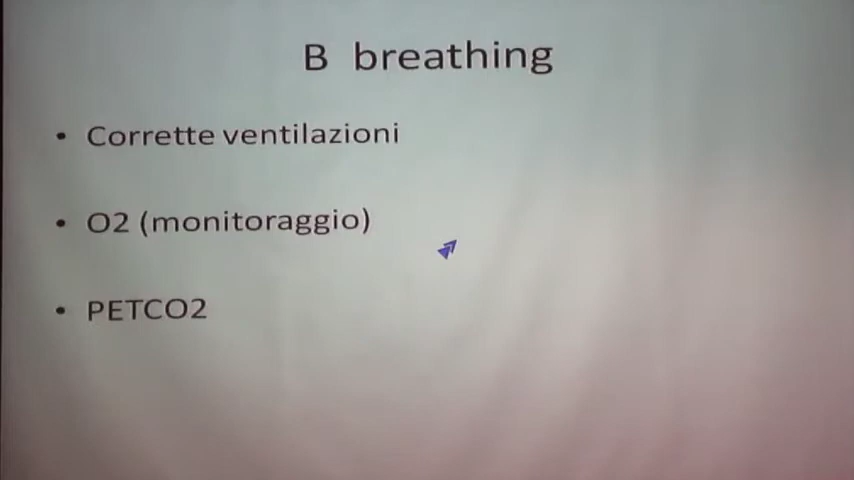 B breathing
• Corrette ventilazioni
• O2 (monitoraggio)
• PETCO2